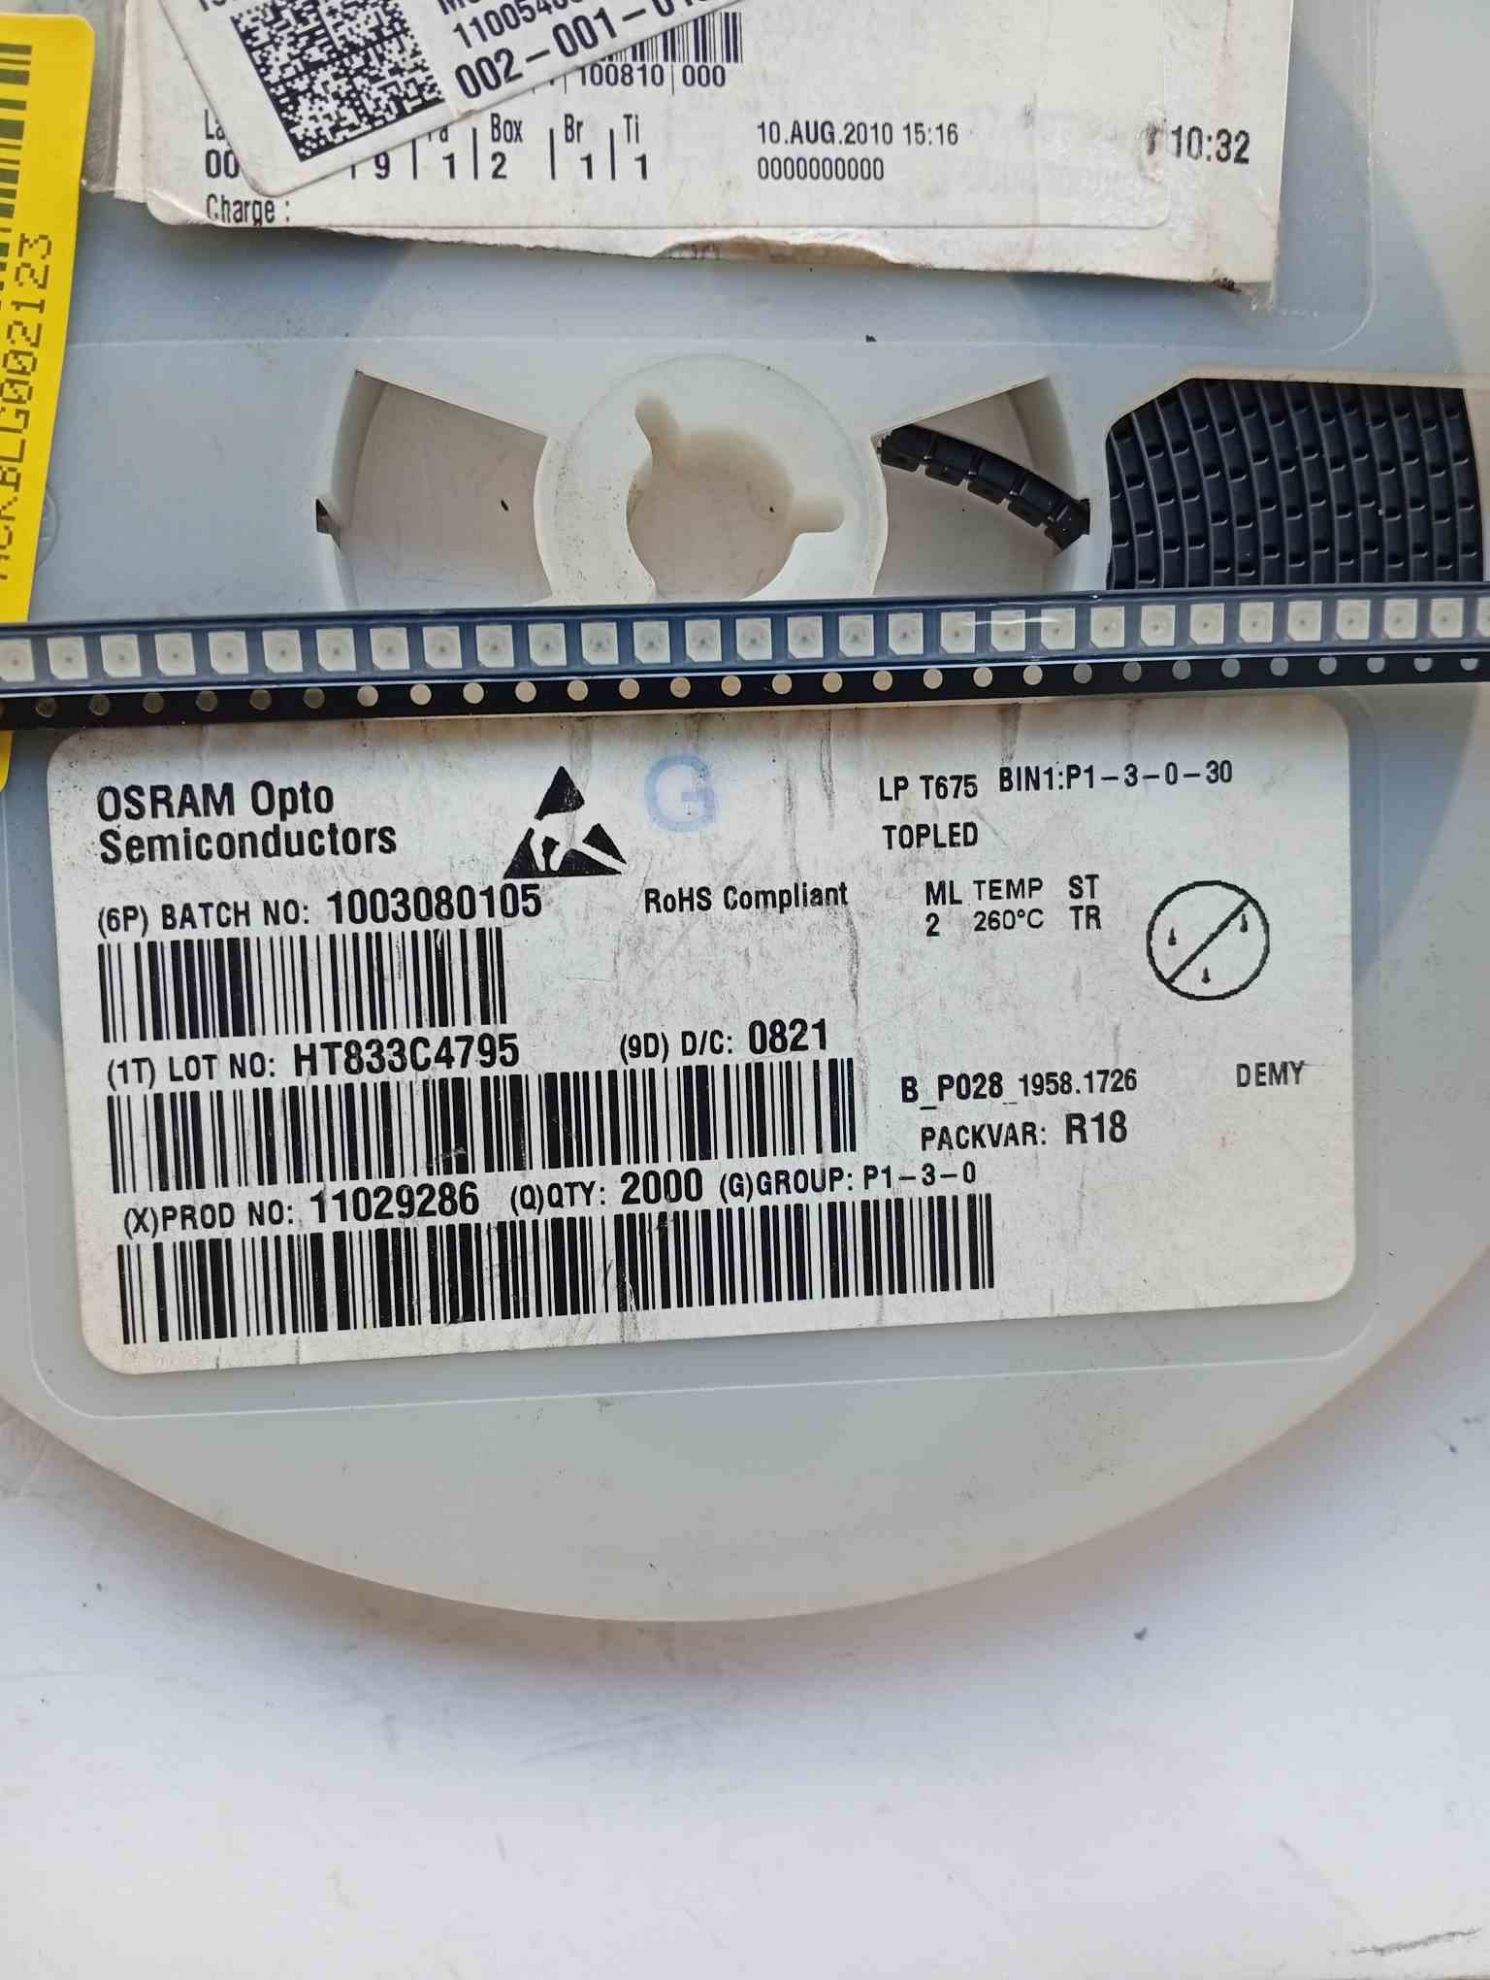 002-001-01
100810 000
Box Br Ti
9 1 2 1 1
10.AUG.2010 15:16
0000000000
10:32
Charge :
OSRAM Opto
Semiconductors
G
LP T675 BIN1:P1-3-0-30
TOPLED
(6P) BATCH NO: 1003080105
RoHS Compliant
ML TEMP ST
2 260°C TR
(1T) LOT NO: HT833C4795
(9D) D/C: 0821
B_P028_1958.1726
DEMY
PACKVAR: R18
(X)PROD NO: 11029286 (Q)QTY: 2000 (G)GROUP: P1-3-0